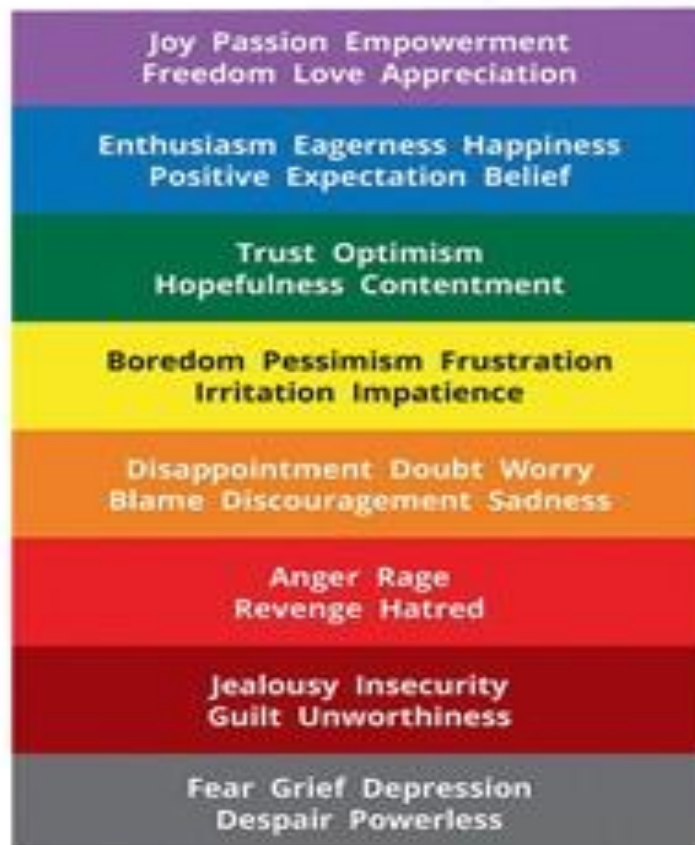 Joy Passion Empowerment
Freedom Love Appreciation
Enthusiasm Eagerness Happiness
Positive Expectation Belief
Trust Optimism
Hopefulness Contentment
Boredom Pessimism Frustration
Irritation Impatience
Disappointment Doubt Worry
Blame Discouragement Sadness
Anger Rage
Revenge Hatred
Jealousy Insecurity
Guilt Unworthiness
Fear Grief Depression
Despair Powerless